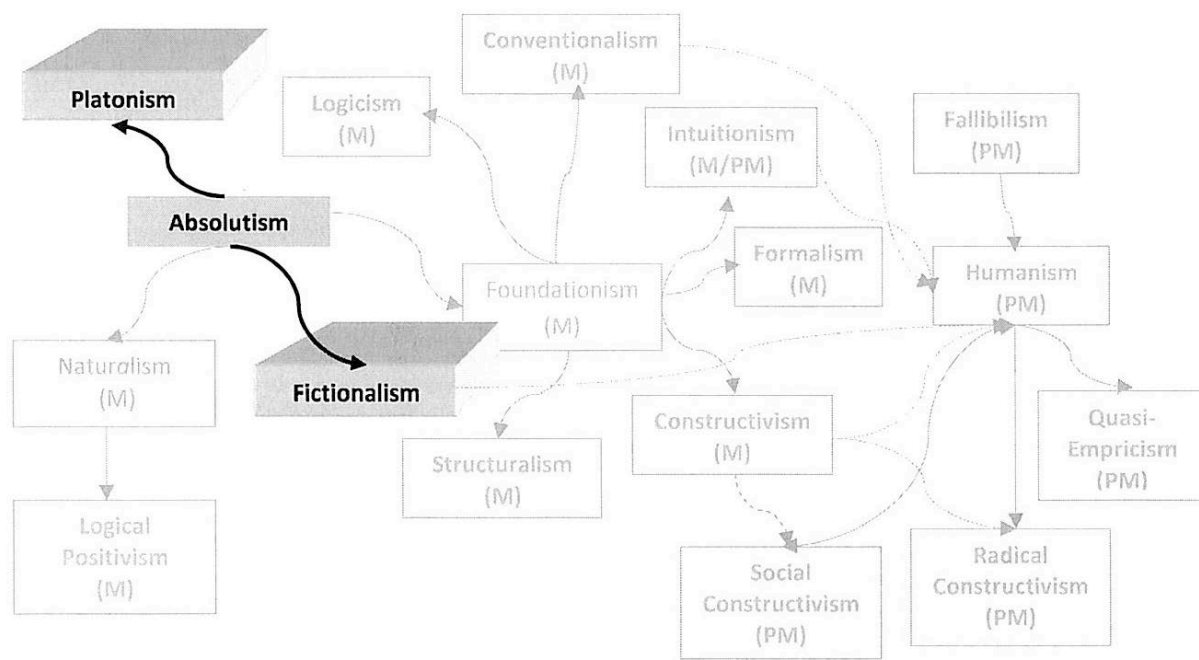 Conventionalism
(M)
Platonism
Logicism
(M)
Intuitionism
(M/PM)
Fallibilism
(PM)
Absolutism
Formalism
(M)
Foundationism
(M)
Humanism
(PM)
Naturalism
(M)
Fictionalism
Constructivism
(M)
Quasi-
Empricism
(PM)
Structuralism
(M)
Logical
Positivism
(M)
Social
Constructivism
(PM)
Radical
Constructivism
(PM)